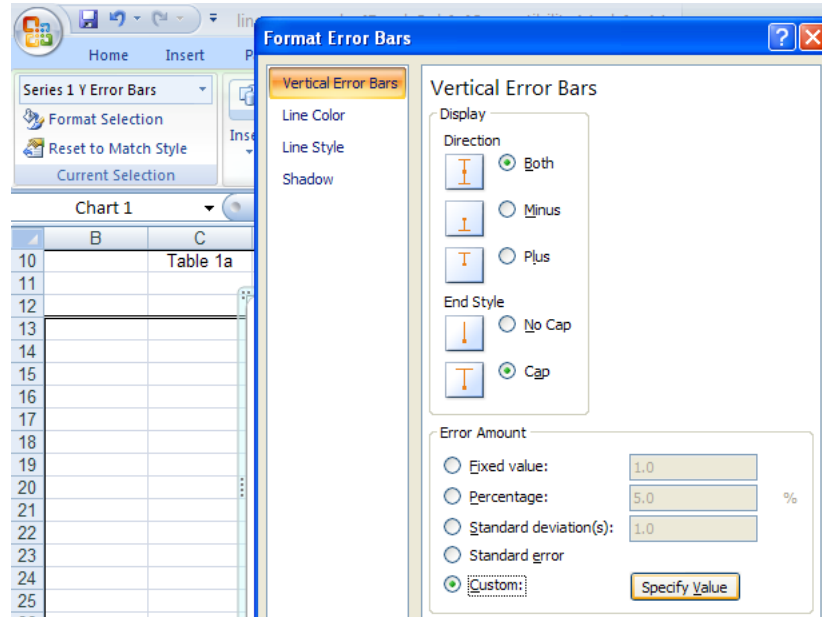 Format Error Bars
Home Insert P
Series 1 Y Error Bars
Format Selection
Reset to Match Style
Current Selection
Inse
Chart 1
B C
10 Table 1a
11
12
13
14
15
16
17
18
19
20
21
22
23
24
25
Vertical Error Bars
Line Color
Line Style
Shadow
Vertical Error Bars
Display
Direction
Both
Minus
Plus
End Style
No Cap
Cap
Error Amount
Fixed value: 1.0
Percentage: 5.0 %
Standard deviation(s): 1.0
Standard error
Custom: Specify Value